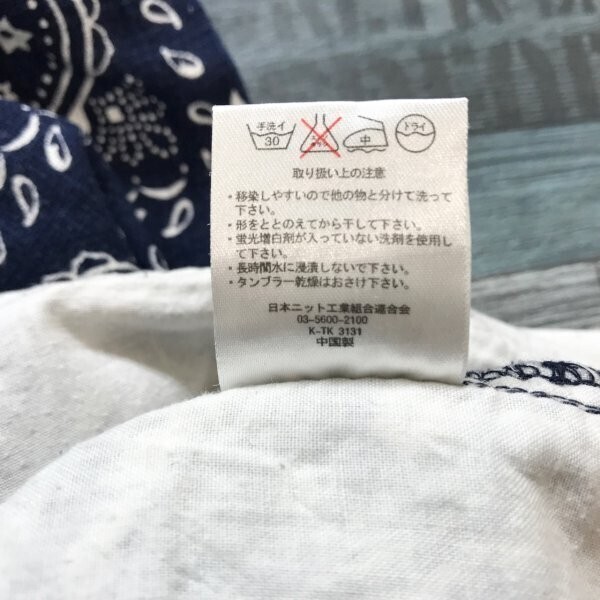 手洗イ 30 中 ドライ
取り扱い上の注意
・移染しやすいので他の物と分けて洗って
下さい。
・形をととのえてから干して下さい。
・蛍光増白剤が入っていない洗剤を使用し
て下さい。
・長時間水に浸漬しないで下さい。
・タンブラー乾燥はおさけ下さい。
日本ニット工業組合連合会
03-5600-2100
K-TK 3131
中国製